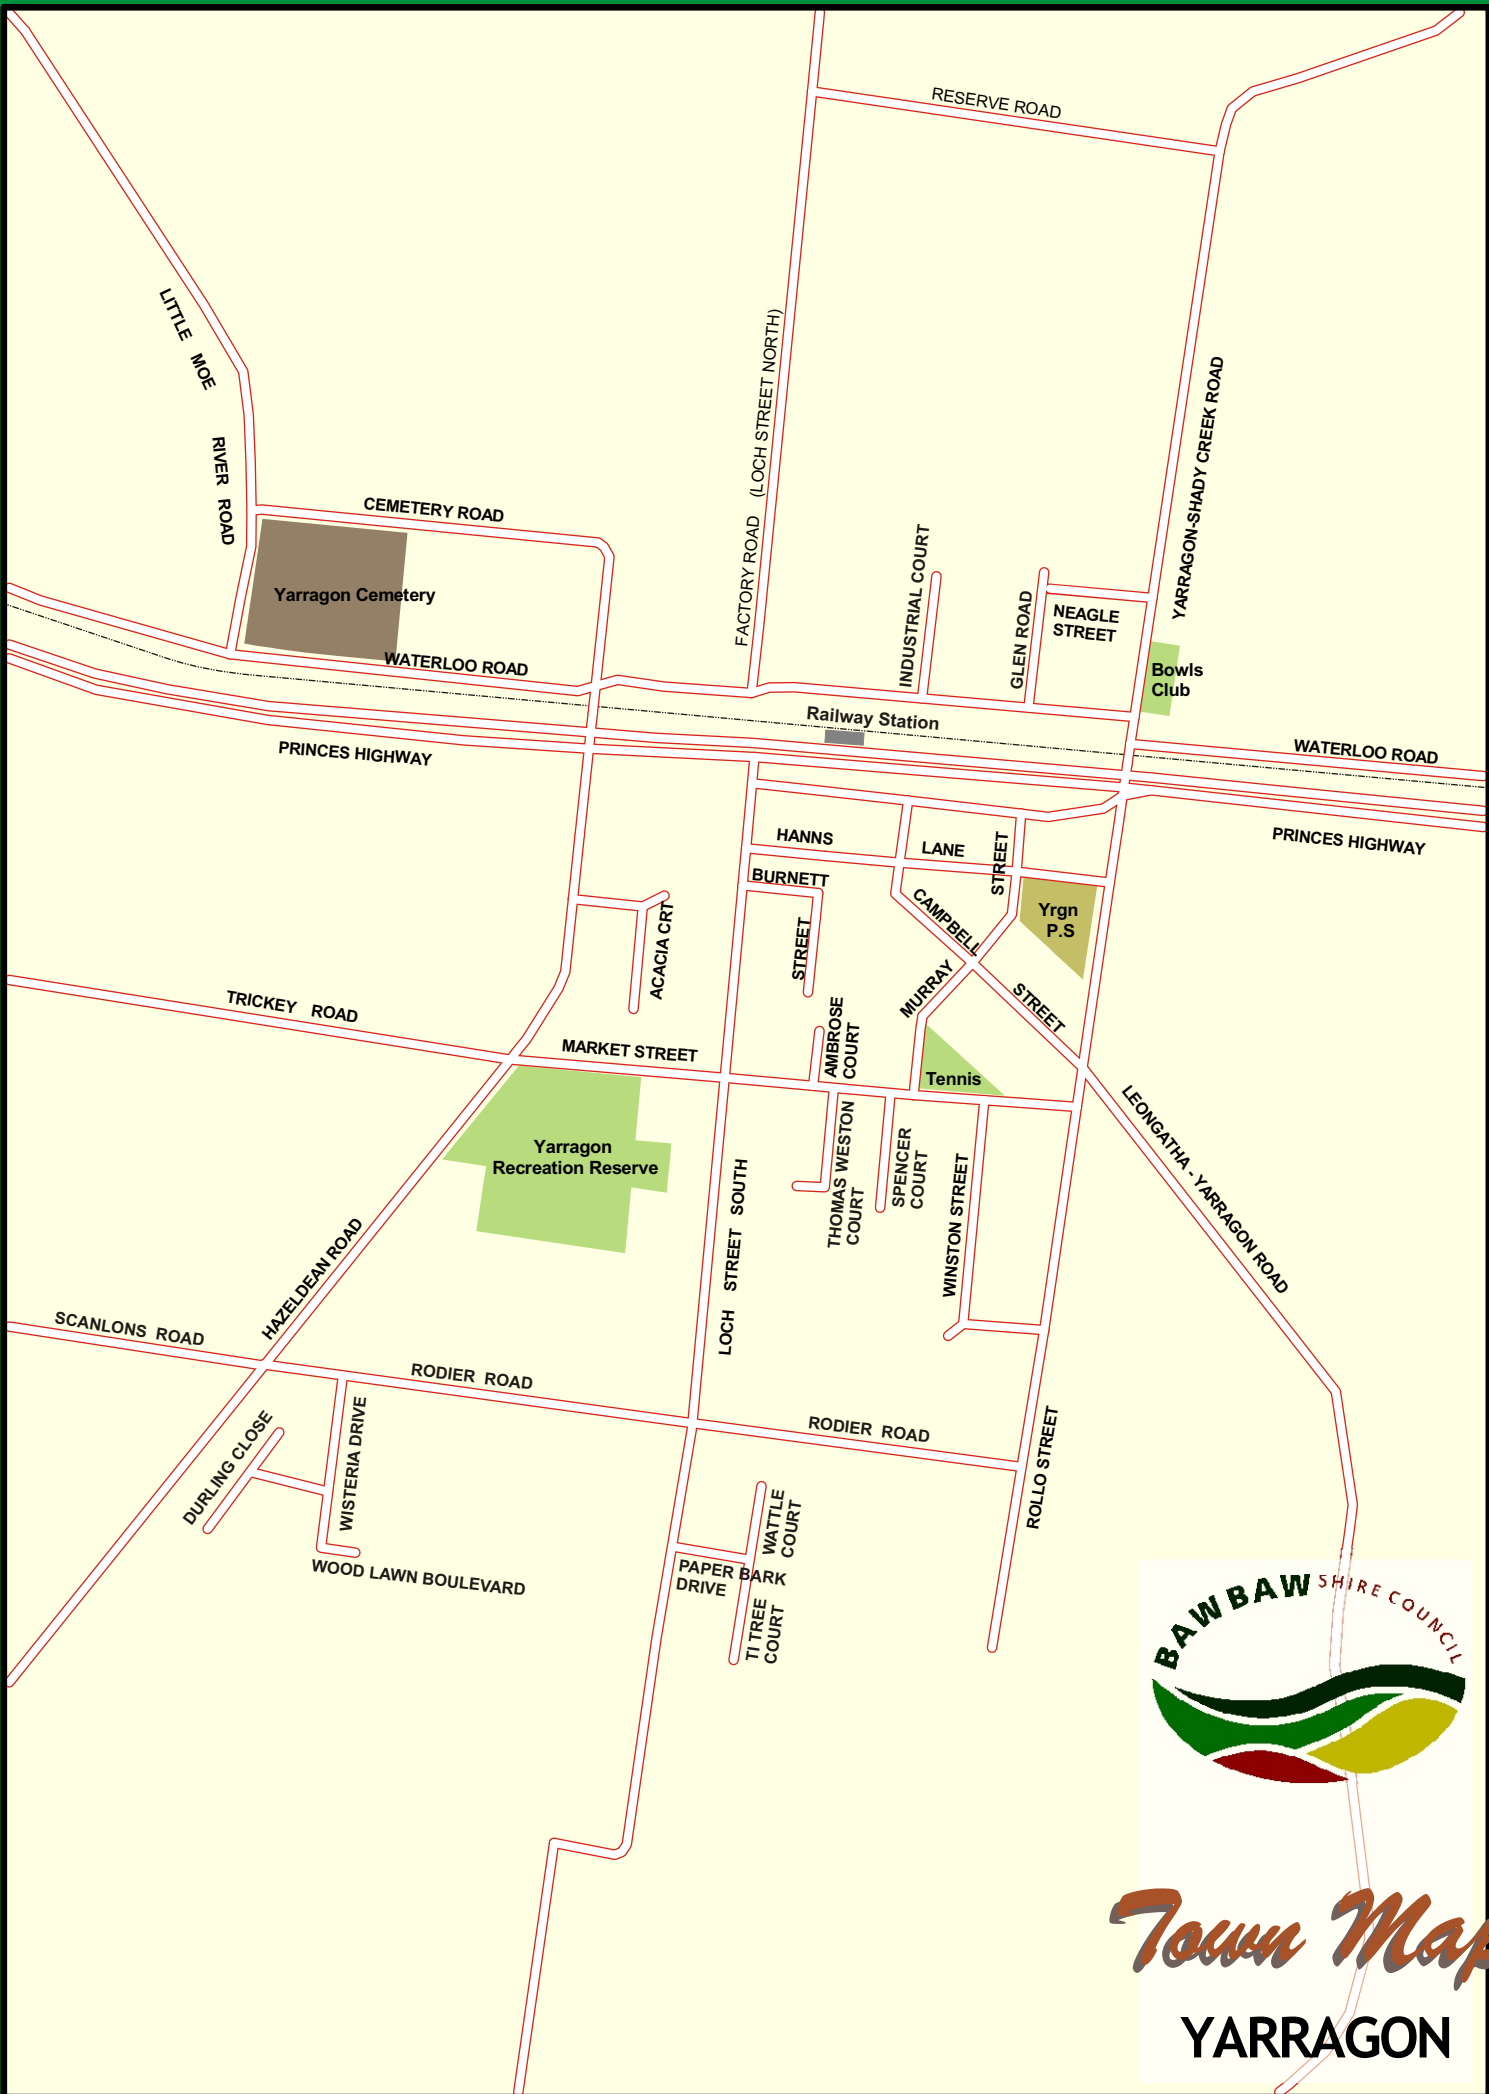 RESERVE ROAD
LITTLE MOE
RIVER ROAD
FACTORY ROAD (LOCH STREET NORTH)
YARRAGON-SHADY CREEK ROAD
CEMETERY ROAD
Yarragon Cemetery
INDUSTRIAL COURT
GLEN ROAD
NEAGLE
STREET
Bowls
Club
WATERLOO ROAD
Railway Station
WATERLOO ROAD
PRINCES HIGHWAY
PRINCES HIGHWAY
HANNS LANE
STREET
BURNETT
STREET
CAMPBELL
STREET
Yrgn
P.S
ACACIA CRT
MURRAY
TRICKEY ROAD
MARKET STREET
AMBROSE
COURT
Tennis
LEONGATHA - YARRAGON ROAD
Yarragon
Recreation Reserve
THOMAS WESTON
COURT
SPENCER
COURT
WINSTON STREET
LOCH STREET SOUTH
HAZELDEAN ROAD
SCANLONS ROAD
RODIER ROAD
RODIER ROAD
DURLING CLOSE
WISTERIA DRIVE
ROLLO STREET
WATTLE
COURT
WOOD LAWN BOULEVARD
PAPER BARK
DRIVE
TI TREE
COURT
BAW BAW SHIRE COUNCIL
Town Map
YARRAGON